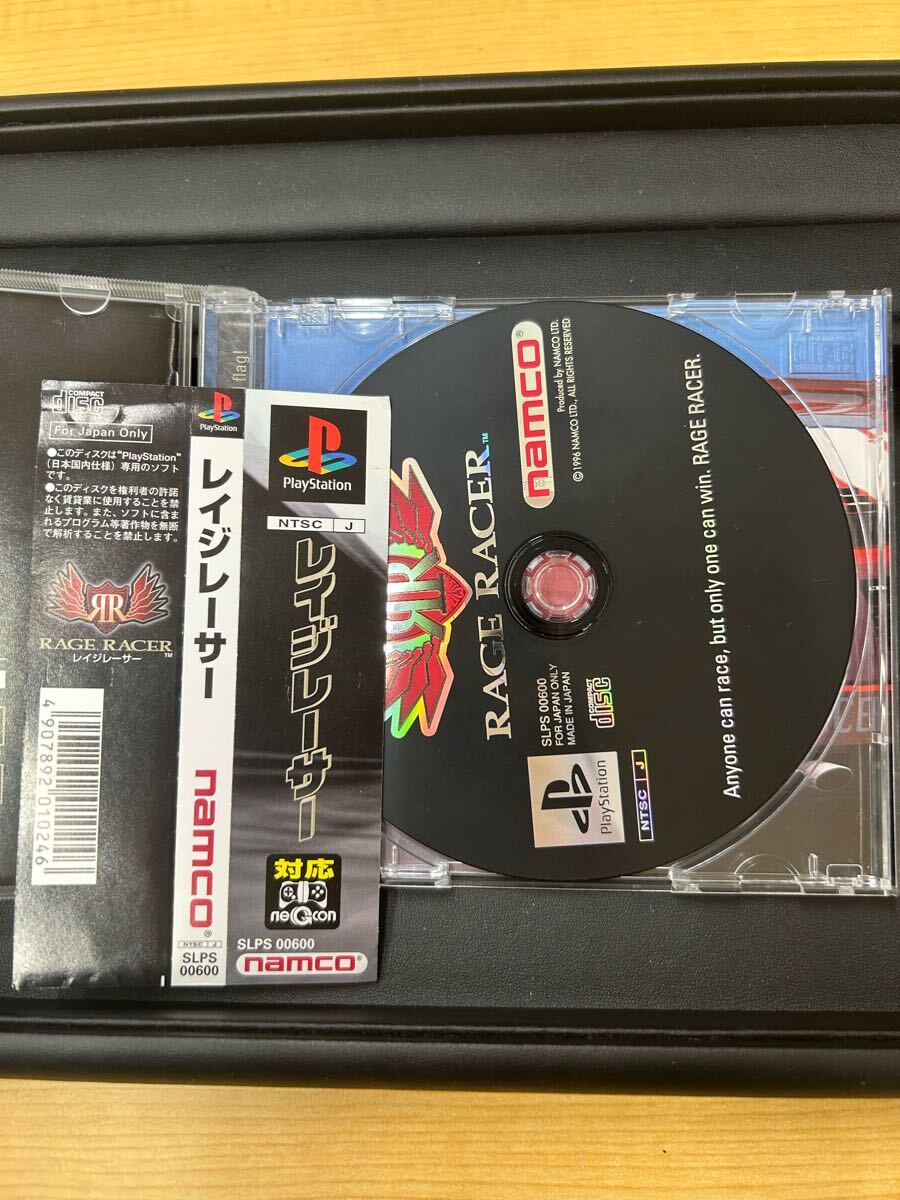 COMPACT
disc
For Japan Only
●このディスクは“PlayStation”
(日本国内仕様)専用のソフト
です。
●このディスクを権利者の許諾
なく賃貸業に使用することを禁
止します。また、ソフトに含ま
れるプログラム等著作物を無断
で解析することを禁止します。
RR
RAGE RACER™
レイジレーサー
4 907892 010246
PlayStation
レイジレーサー
namco®
NTSC J
SLPS
00600
PlayStation
NTSC J
レイジレーサー
対応
neGcon
SLPS 00600
namco®
flag!
RR
RAGE RACER™
namco®
Produced by NAMCO LTD.
© 1996 NAMCO LTD., ALL RIGHTS RESERVED
SLPS 00600
FOR JAPAN ONLY
MADE IN JAPAN
COMPACT
disc
PlayStation
NTSC J
Anyone can race, but only one can win. RAGE RACER.